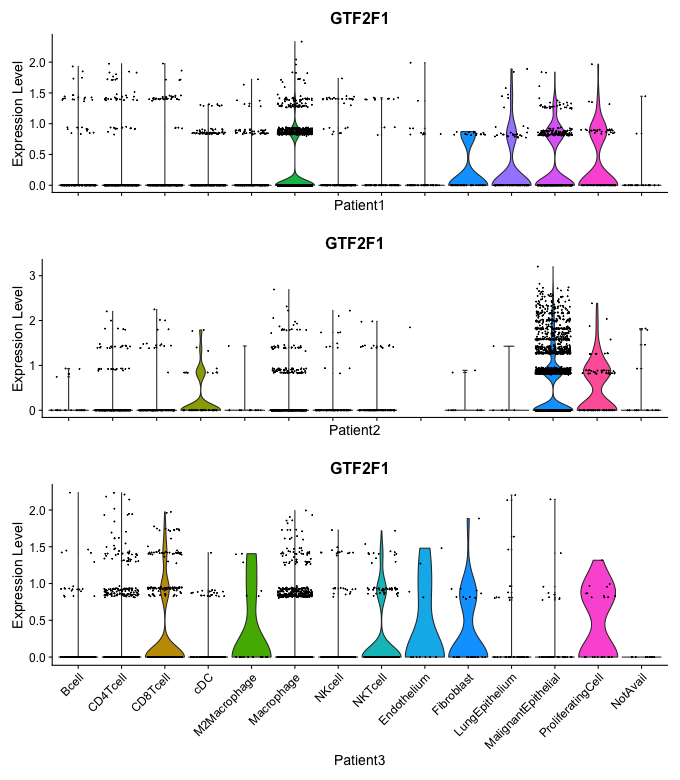 GTF2F1
Expression Level
2.0
1.5
1.0
0.5
0.0
Patient1
GTF2F1
Expression Level
3
2
1
0
Patient2
GTF2F1
Expression Level
2.0
1.5
1.0
0.5
0.0
Bcell
CD4Tcell
CD8Tcell
cDC
M2Macrophage
Macrophage
NKcell
NKTcell
Endothelium
Fibroblast
LungEpithelium
MalignantEpithelial
ProliferatingCell
NotAvail
Patient3